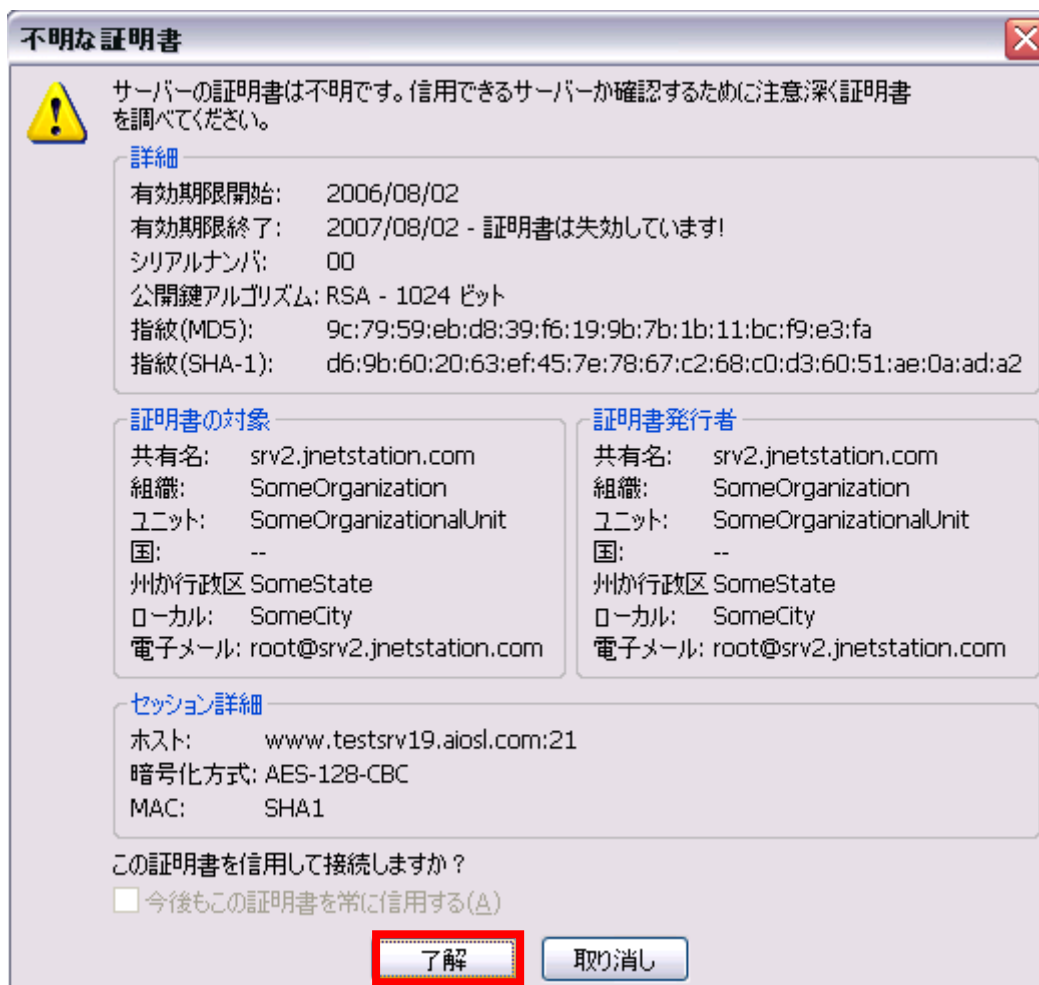 不明な証明書
サーバーの証明書は不明です。信用できるサーバーか確認するために注意深く証明書
を調べてください。
詳細
有効期限開始: 2006/08/02
有効期限終了: 2007/08/02 - 証明書は失効しています!
シリアルナンバ: 00
公開鍵アルゴリズム: RSA - 1024 ビット
指紋(MD5): 9c:79:59:eb:d8:39:f6:19:9b:7b:1b:11:bc:f9:e3:fa
指紋(SHA-1): d6:9b:60:20:63:ef:45:7e:78:67:c2:68:c0:d3:60:51:ae:0a:ad:a2
証明書の対象
共有名: srv2.jnetstation.com
組織: SomeOrganization
ユニット: SomeOrganizationalUnit
国: --
州か行政区 SomeState
ローカル: SomeCity
電子メール: root@srv2.jnetstation.com
証明書発行者
共有名: srv2.jnetstation.com
組織: SomeOrganization
ユニット: SomeOrganizationalUnit
国: --
州か行政区 SomeState
ローカル: SomeCity
電子メール: root@srv2.jnetstation.com
セッション詳細
ホスト: www.testsrv19.aiosl.com:21
暗号化方式: AES-128-CBC
MAC: SHA1
この証明書を信用して接続しますか？
今後もこの証明書を常に信用する(A)
了解 取り消し